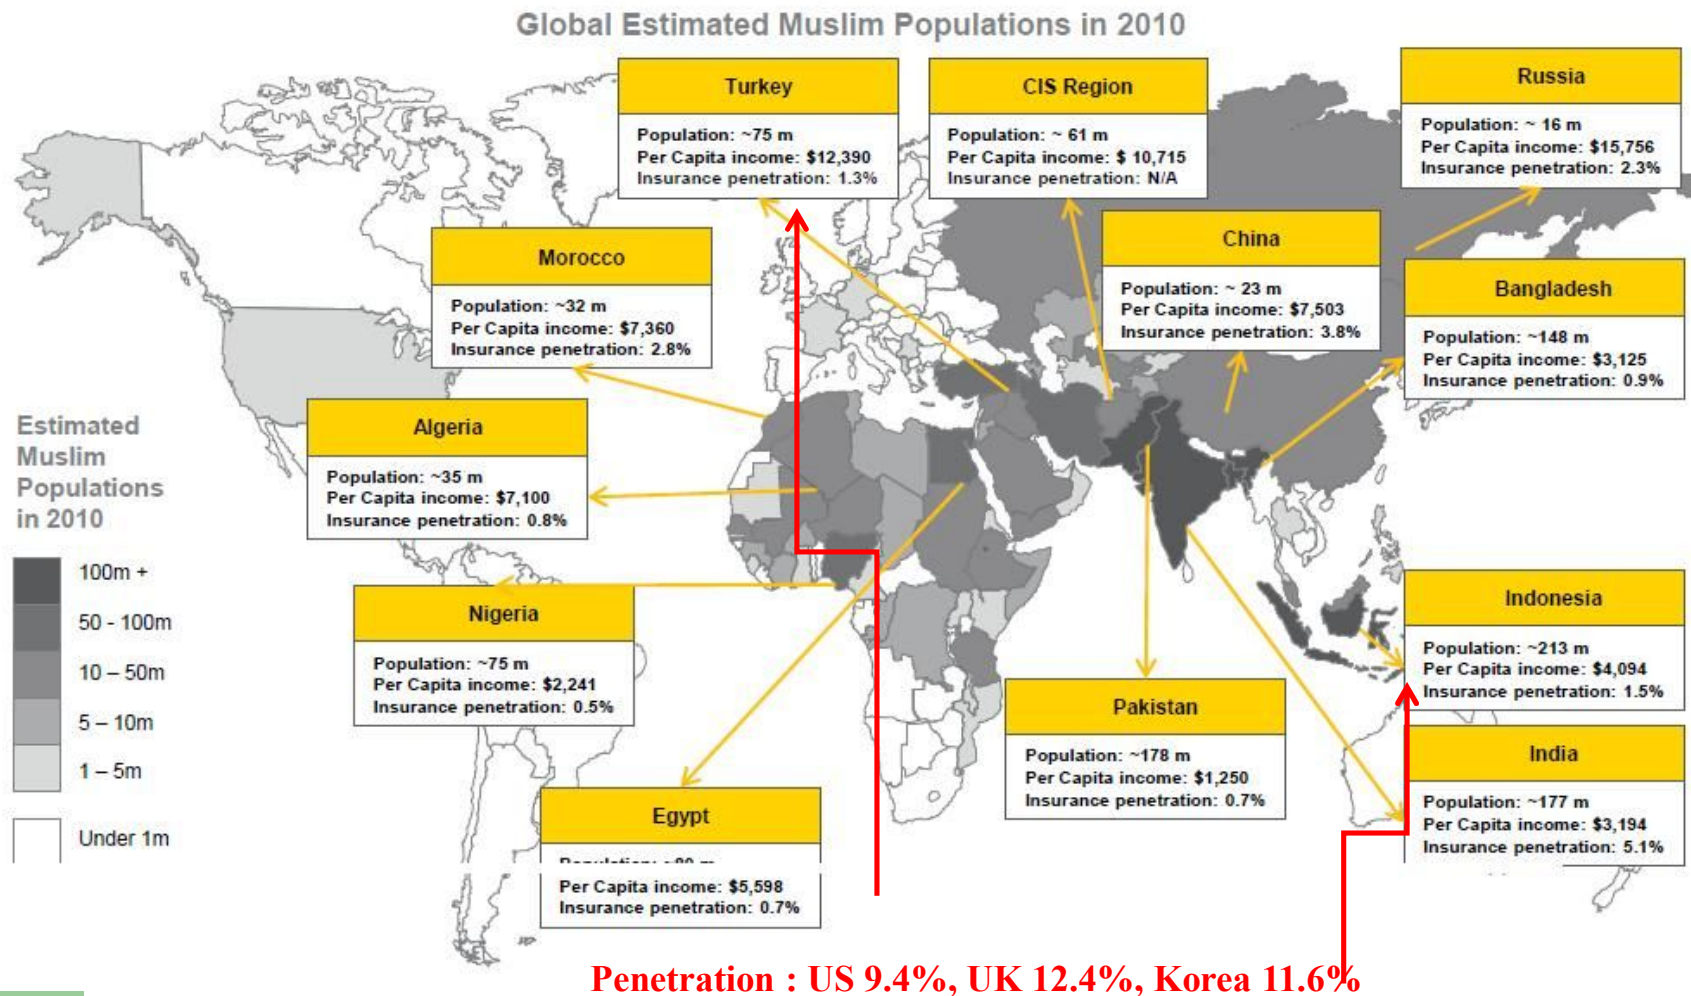 Global Estimated Muslim Populations in 2010
Turkey
Population: ~75 m
Per Capita income: $12,390
Insurance penetration: 1.3%
CIS Region
Population: ~ 61 m
Per Capita income: $ 10,715
Insurance penetration: N/A
Russia
Population: ~ 16 m
Per Capita income: $15,756
Insurance penetration: 2.3%
Morocco
Population: ~32 m
Per Capita income: $7,360
Insurance penetration: 2.8%
China
Population: ~ 23 m
Per Capita income: $7,503
Insurance penetration: 3.8%
Bangladesh
Population: ~148 m
Per Capita income: $3,125
Insurance penetration: 0.9%
Algeria
Population: ~35 m
Per Capita income: $7,100
Insurance penetration: 0.8%
Estimated
Muslim
Populations
in 2010
100m +
50 - 100m
10 – 50m
5 – 10m
1 – 5m
Under 1m
Nigeria
Population: ~75 m
Per Capita income: $2,241
Insurance penetration: 0.5%
Indonesia
Population: ~213 m
Per Capita income: $4,094
Insurance penetration: 1.5%
Pakistan
Population: ~178 m
Per Capita income: $1,250
Insurance penetration: 0.7%
India
Population: ~177 m
Per Capita income: $3,194
Insurance penetration: 5.1%
Egypt
Per Capita income: $5,598
Insurance penetration: 0.7%
Penetration : US 9.4%, UK 12.4%, Korea 11.6%